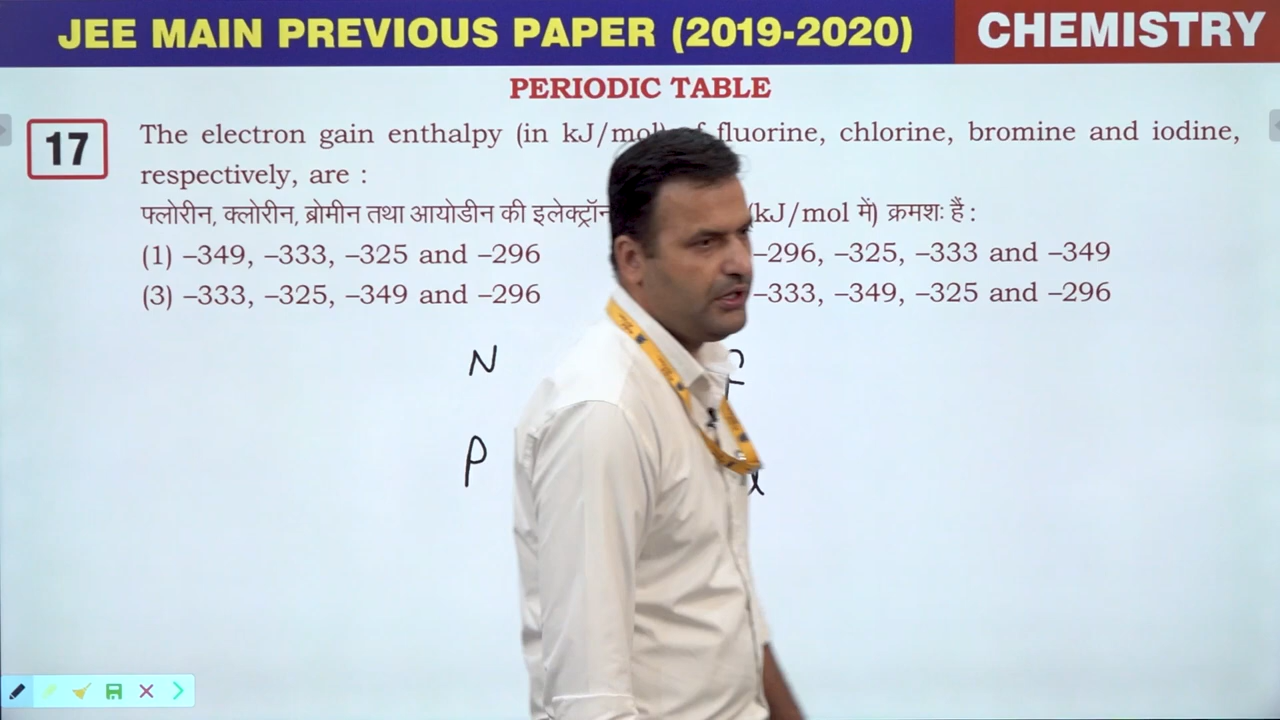 JEE MAIN PREVIOUS PAPER (2019-2020) CHEMISTRY
PERIODIC TABLE
17 The electron gain enthalpy (in kJ/mol) fluorine, chlorine, bromine and iodine,
respectively, are :
फ्लोरीन, क्लोरीन, ब्रोमीन तथा आयोडीन की (kJ/mol में) क्रमशः हैं :
(1) –349, –333, –325 and –296 –296, –325, –333 and –349
(3) –333, –325, –349 and –296 –333, –349, –325 and –296
N
P